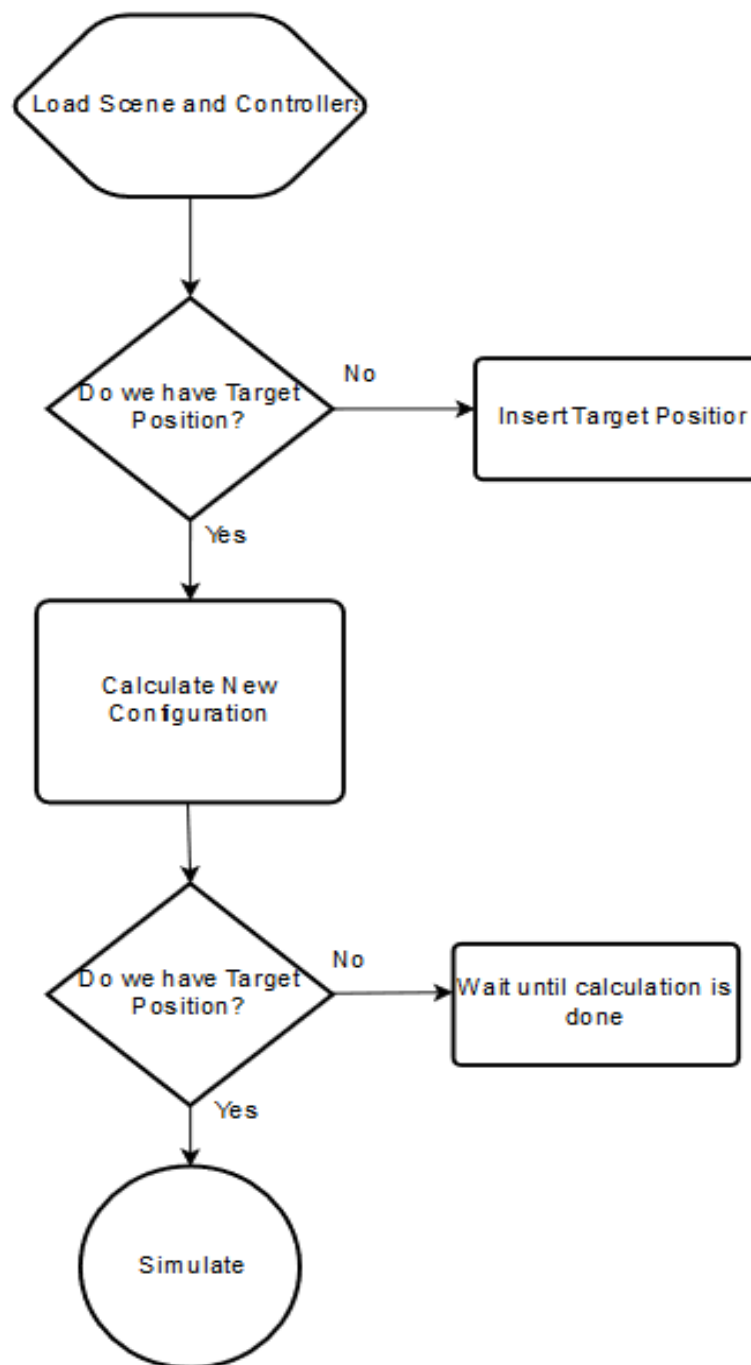 Load Scene and Controllers
Do we have Target
Position?
No
Insert Target Position
Yes
Calculate New
Configuration
Do we have Target
Position?
No
Wait until calculation is
done
Yes
Simulate